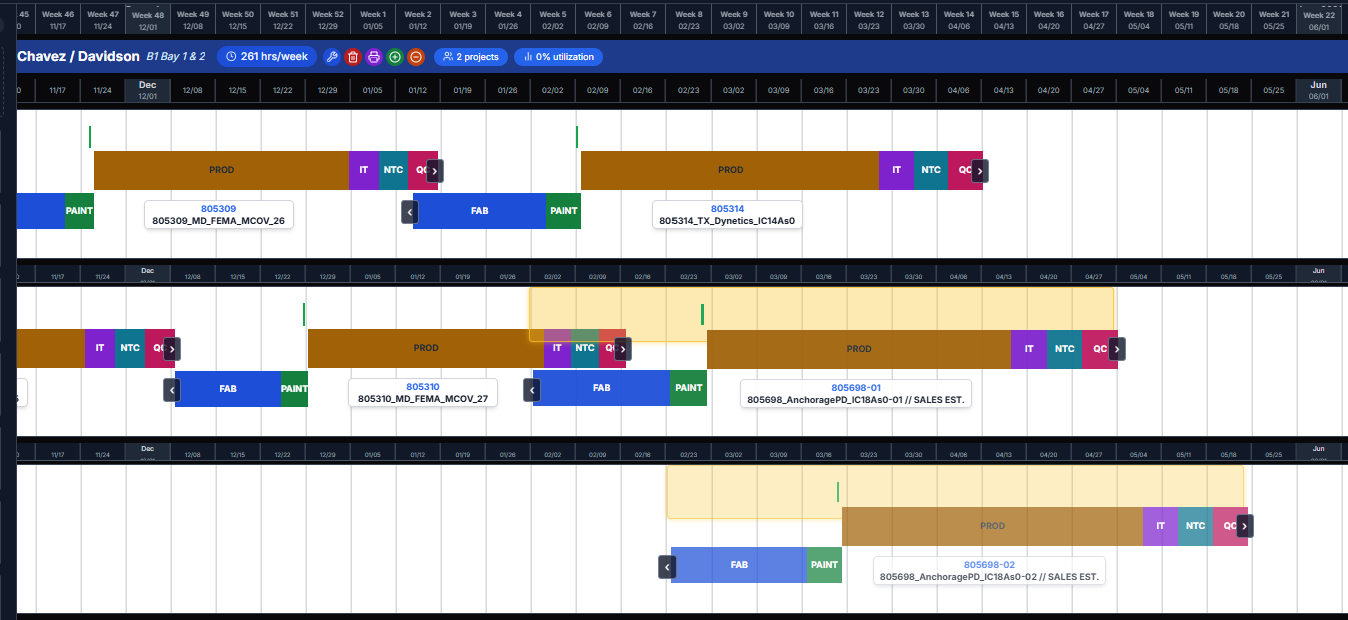 45 Week 46 Week 47 Week 48 Week 49 Week 50 Week 51 Week 52 Week 1 Week 2 Week 3 Week 4 Week 5 Week 6 Week 7 Week 8 Week 9 Week 10 Week 11 Week 12 Week 13 Week 14 Week 15 Week 16 Week 17 Week 18 Week 19 Week 20 Week 21 Week 22
0 11/17 11/24 12/01 12/08 12/15 12/22 12/29 01/05 01/12 01/19 01/26 02/02 02/09 02/16 02/23 03/02 03/09 03/16 03/23 03/30 04/06 04/13 04/20 04/27 05/04 05/11 05/18 05/25 06/01
Chavez / Davidson B1 Bay 1 & 2 261 hrs/week 2 projects 0% utilization
Dec Jun
0 11/17 11/24 12/01 12/08 12/15 12/22 12/29 01/05 01/12 01/19 01/26 02/02 02/09 02/16 02/23 03/02 03/09 03/16 03/23 03/30 04/06 04/13 04/20 04/27 05/04 05/11 05/18 05/25 06/01
PROD IT NTC QC PROD IT NTC QC
PAINT FAB PAINT
805309
805309_MD_FEMA_MCOV_26
805314
805314_TX_Dynetics_IC14As0
Dec Jun
11/17 11/24 12/08 12/15 12/22 12/29 01/05 01/12 01/19 01/26 02/02 02/09 02/16 02/23 03/02 03/09 03/16 03/23 03/30 04/06 04/13 04/20 04/27 05/04 05/11 05/18 05/25
IT NTC QC PROD IT NTC QC PROD IT NTC QC
FAB PAINT FAB PAINT
805310
805310_MD_FEMA_MCOV_27
805698-01
805698_AnchoragePD_IC18As0-01 // SALES EST.
Dec Jun
11/17 11/24 12/08 12/15 12/22 12/29 01/05 01/12 01/19 01/26 02/02 02/09 02/16 02/23 03/02 03/09 03/16 03/23 03/30 04/06 04/13 04/20 04/27 05/04 05/11 05/18 05/25
PROD IT NTC QC
FAB PAINT
805698-02
805698_AnchoragePD_IC18As0-02 // SALES EST.